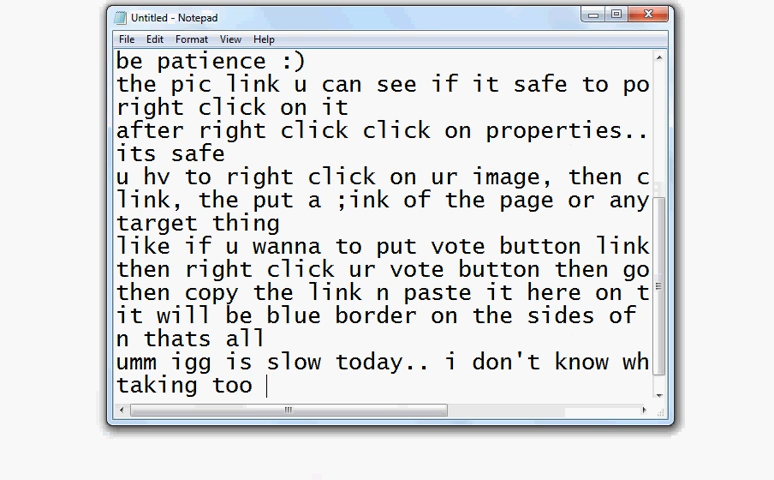 Untitled - Notepad
File Edit Format View Help
be patience :)
the pic link u can see if it safe to po
right click on it
after right click click on properties..
its safe
u hv to right click on ur image, then c
link, the put a ;ink of the page or any
target thing
like if u wanna to put vote button link
then right click ur vote button then go
then copy the link n paste it here on t
it will be blue border on the sides of
n thats all
umm igg is slow today.. i don't know wh
taking too